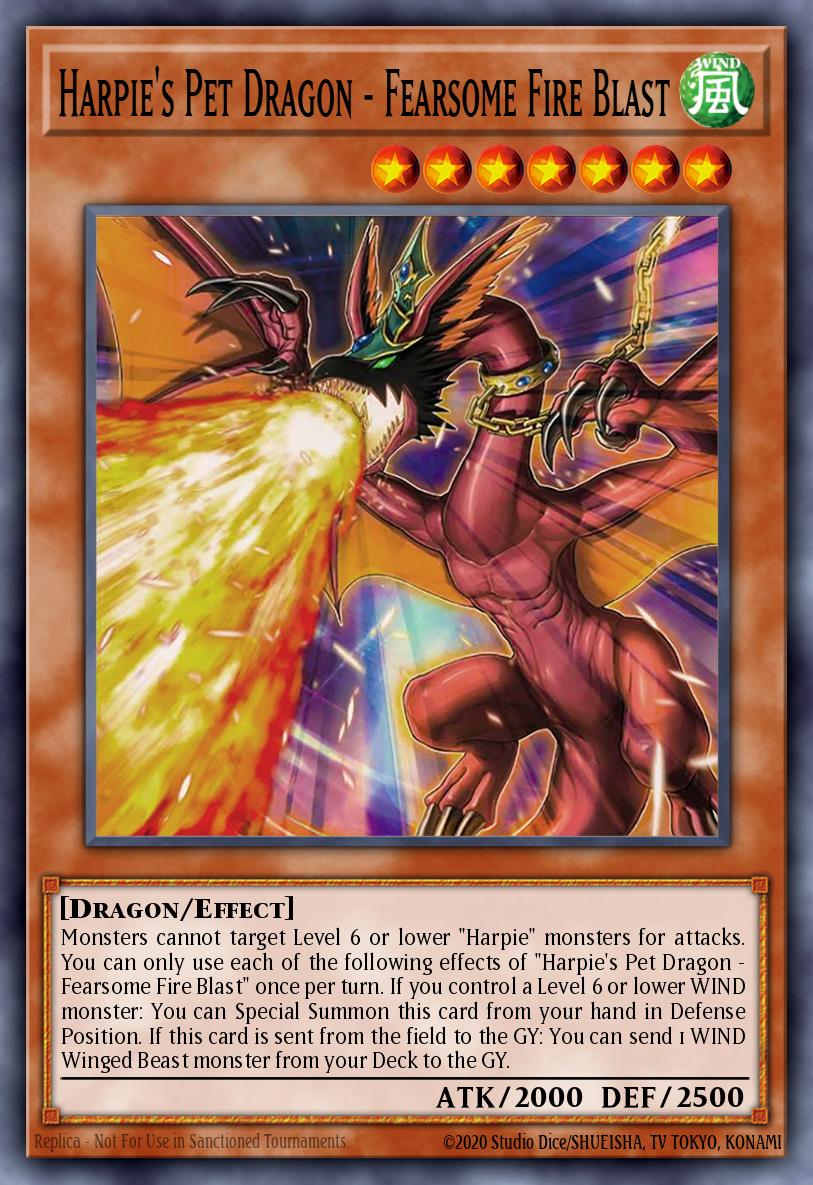 HARPIE'S PET DRAGON - FEARSOME FIRE BLAST
WIND
風
[DRAGON/EFFECT]
Monsters cannot target Level 6 or lower "Harpie" monsters for attacks.
You can only use each of the following effects of "Harpie's Pet Dragon -
Fearsome Fire Blast" once per turn. If you control a Level 6 or lower WIND
monster: You can Special Summon this card from your hand in Defense
Position. If this card is sent from the field to the GY: You can send 1 WIND
Winged Beast monster from your Deck to the GY.
ATK/2000 DEF/2500
Replica - Not For Use in Sanctioned Tournaments.
©2020 Studio Dice/SHUEISHA, TV TOKYO, KONAMI